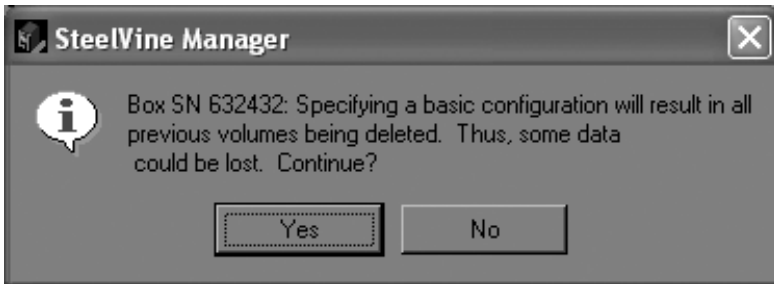 SteelVine Manager
Box SN 632432: Specifying a basic configuration will result in all
previous volumes being deleted. Thus, some data
could be lost. Continue?
Yes No